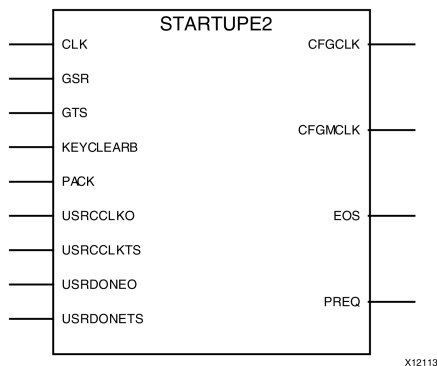 STARTUPE2
CLK
GSR
GTS
KEYCLEARB
PACK
USRCCLKO
USRCCLKTS
USRDONEO
USRDONETS
CFGCLK
CFGMCLK
EOS
PREQ
X12113